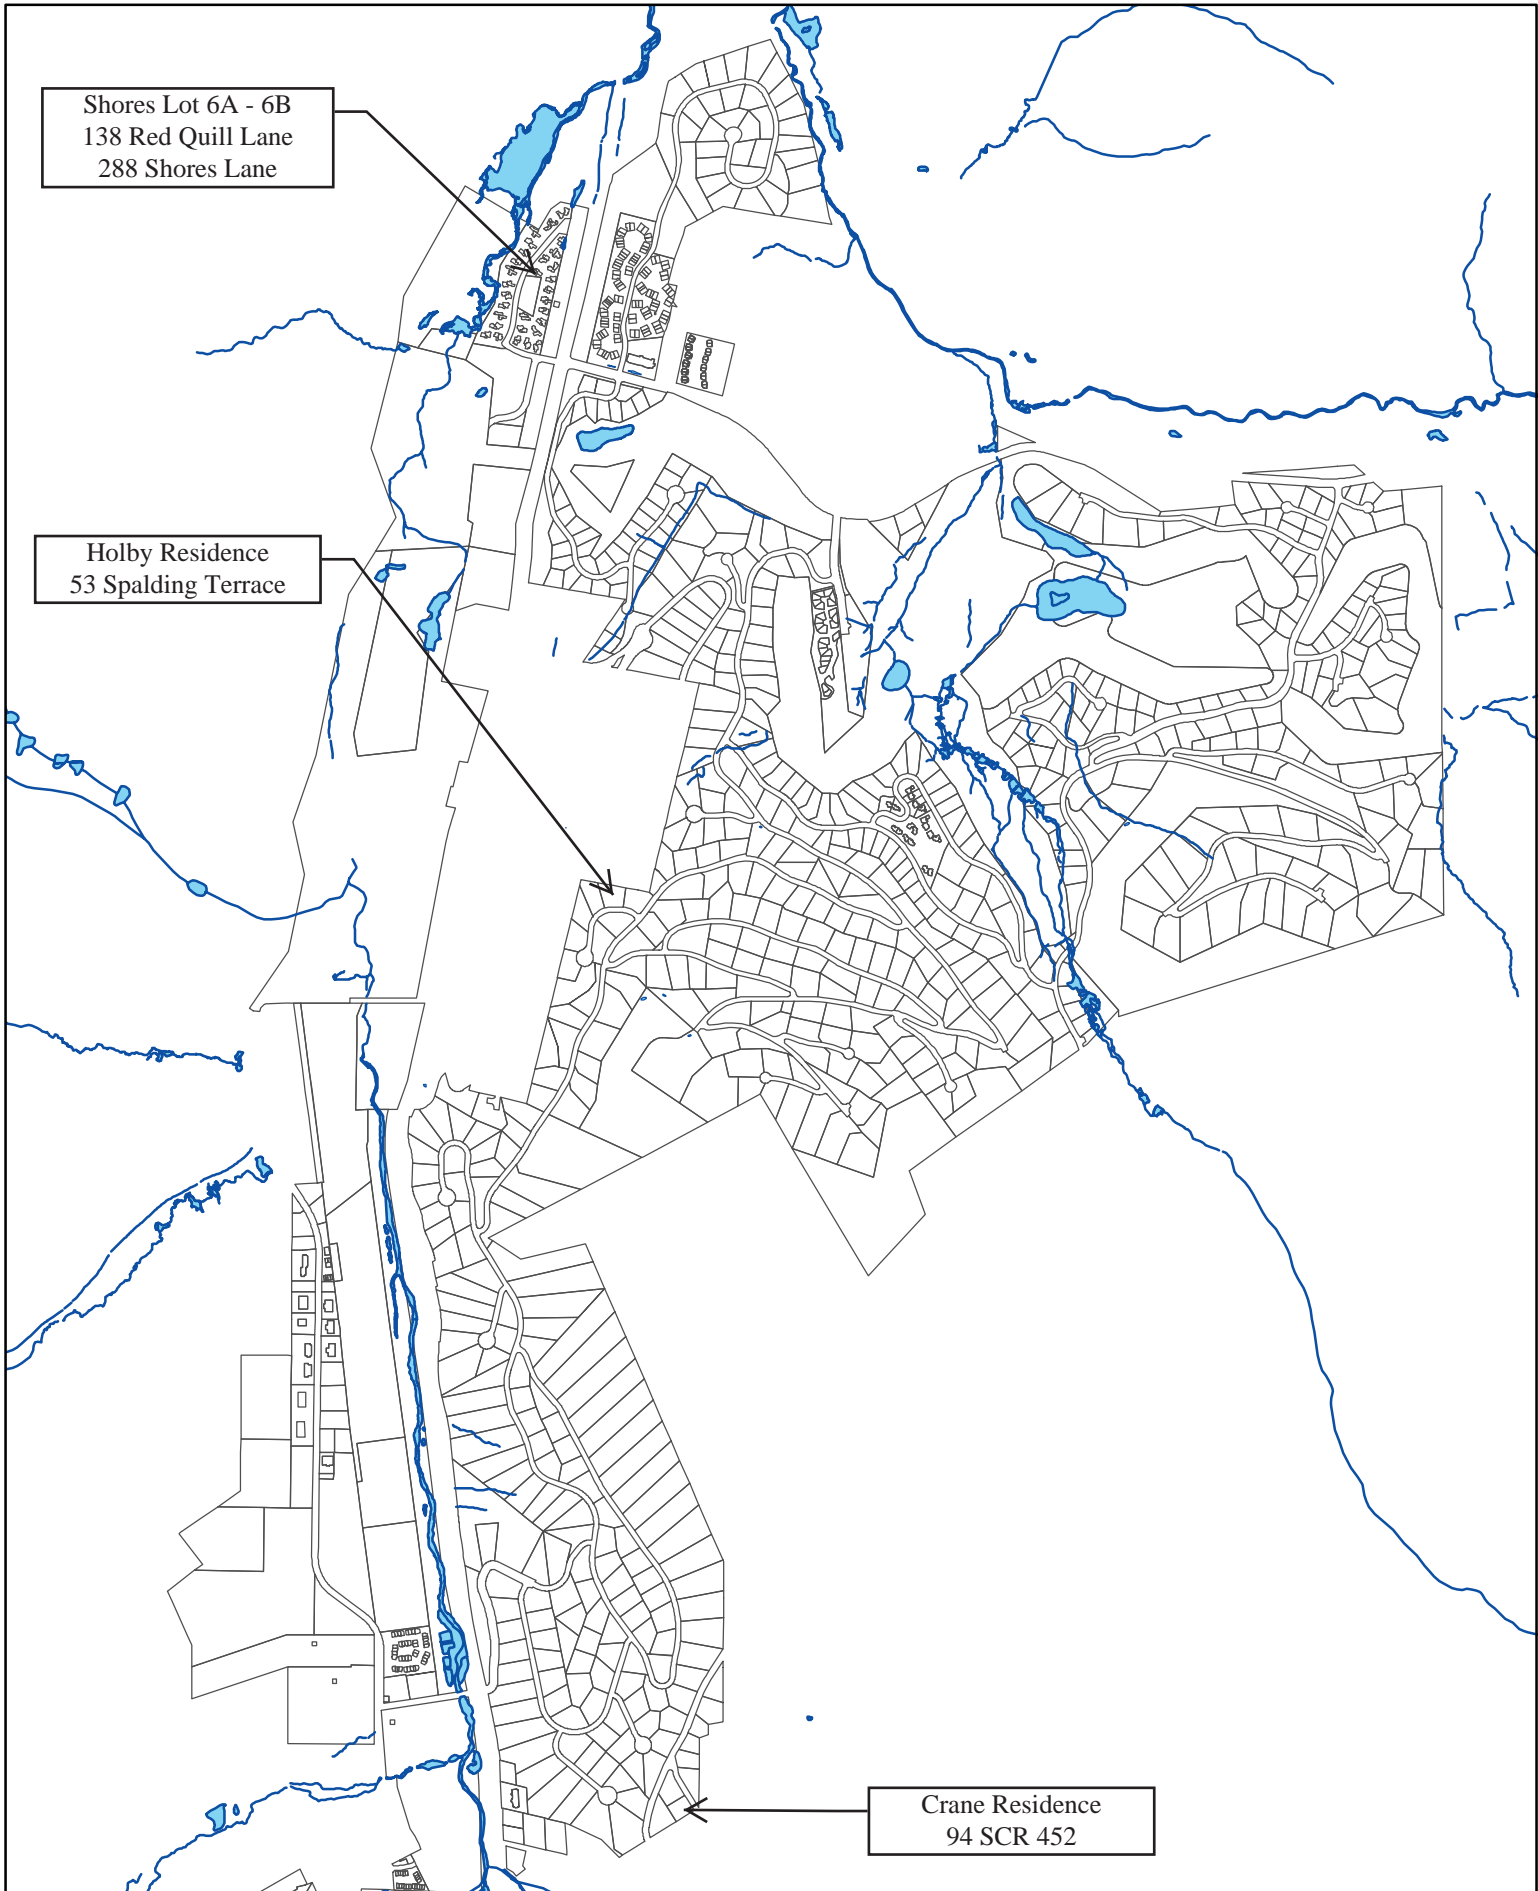 Shores Lot 6A - 6B
138 Red Quill Lane
288 Shores Lane
Holby Residence
53 Spalding Terrace
Crane Residence
94 SCR 452